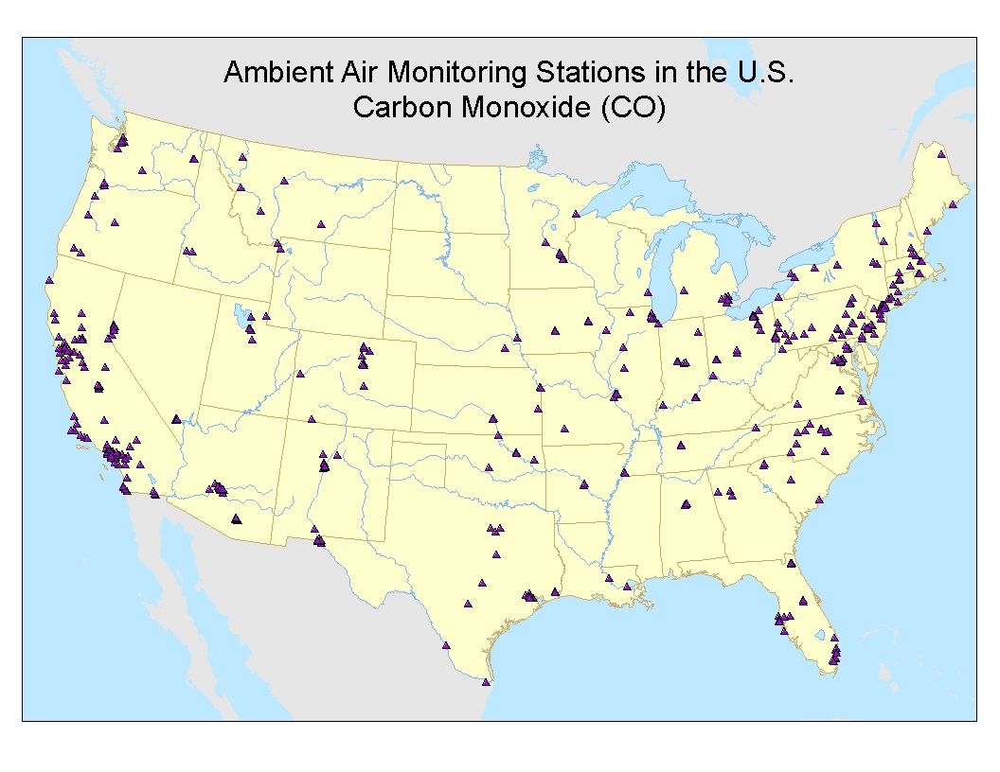 Ambient Air Monitoring Stations in the U.S.
Carbon Monoxide (CO)